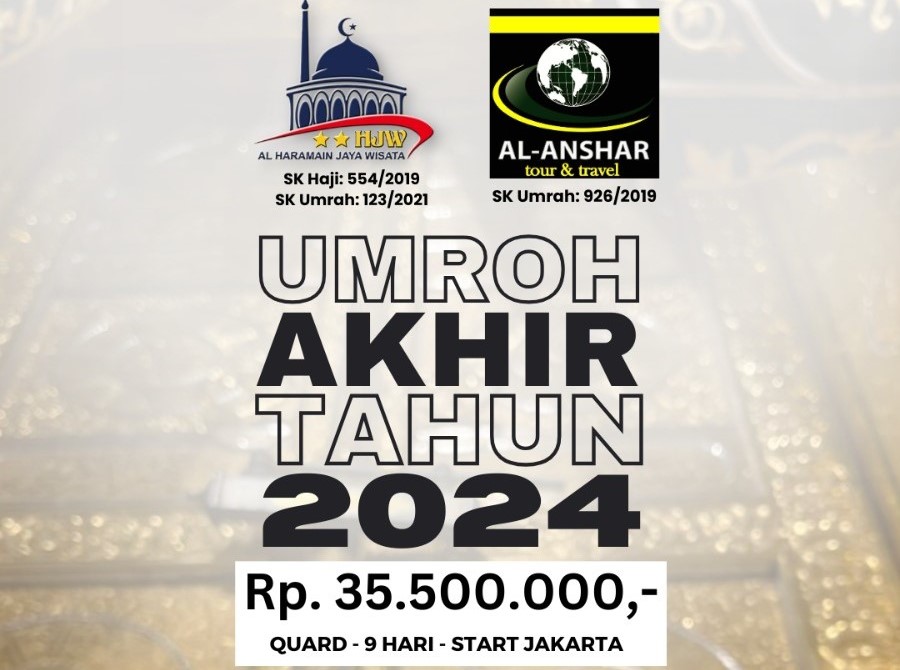 HJW
AL HARAMAIN JAYA WISATA
SK Haji: 554/2019
SK Umrah: 123/2021
AL-ANSHAR
tour & travel
SK Umrah: 926/2019
UMROH
AKHIR
TAHUN
2024
Rp. 35.500.000,-
QUARD - 9 HARI - START JAKARTA